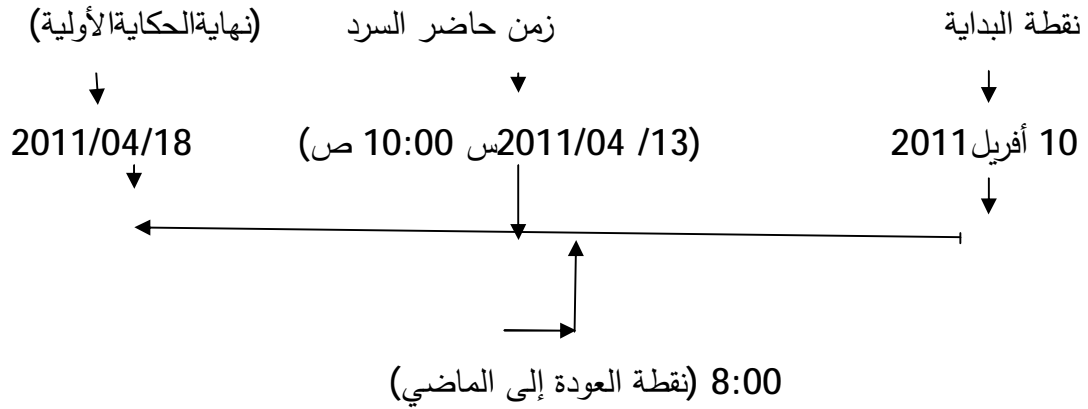 نقطة البداية زمن حاضر السرد (نهايةالحكايةالأولية)
10 أفريل2011 (13/ 2011/04س 10:00 ص) 2011/04/18
8:00 (نقطة العودة إلى الماضي)